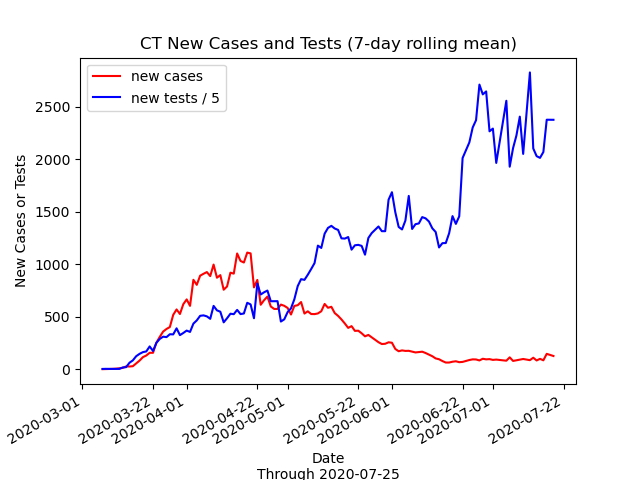 CT New Cases and Tests (7-day rolling mean)
new cases
new tests / 5
New Cases or Tests
2500
2000
1500
1000
500
0
2020-03-01
2020-03-22
2020-04-01
2020-04-22
2020-05-01
2020-05-22
2020-06-01
2020-06-22
2020-07-01
2020-07-22
Date
Through 2020-07-25